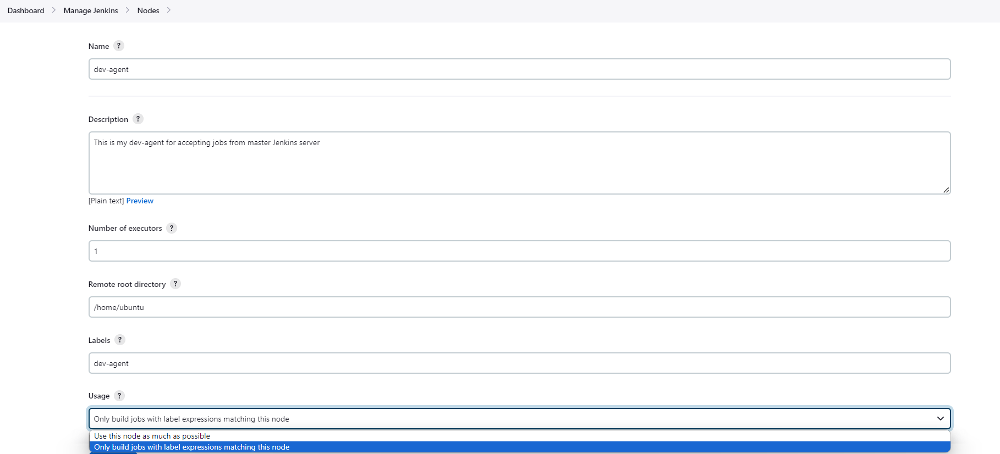 Dashboard > Manage Jenkins > Nodes >
Name ?
dev-agent
Description ?
This is my dev-agent for accepting jobs from master Jenkins server
[Plain text] Preview
Number of executors ?
1
Remote root directory ?
/home/ubuntu
Labels ?
dev-agent
Usage ?
Only build jobs with label expressions matching this node
Use this node as much as possible
Only build jobs with label expressions matching this node